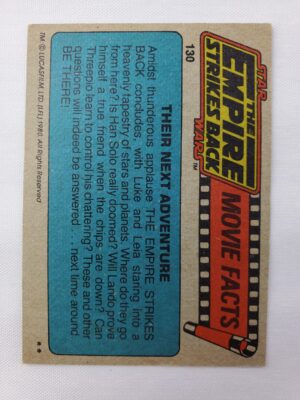 STAR
THE
EMPIRE
STRIKES BACK
WARS
MOVIE FACTS
130
THEIR NEXT ADVENTURE
Amidst thunderous applause THE EMPIRE STRIKES
BACK concludes, with Luke and Leia staring into a
heavenly tapestry of stars and planets. Where do they go
from here? Is Han Solo really doomed? Will Lando prove
himself a true friend when the chips are down? Can
Threepio learn to control his chattering? These and other
questions will indeed be answered . . . next time around.
BE THERE!
TM © LUCASFILM, LTD. (LFL) 1980. All Rights Reserved
**